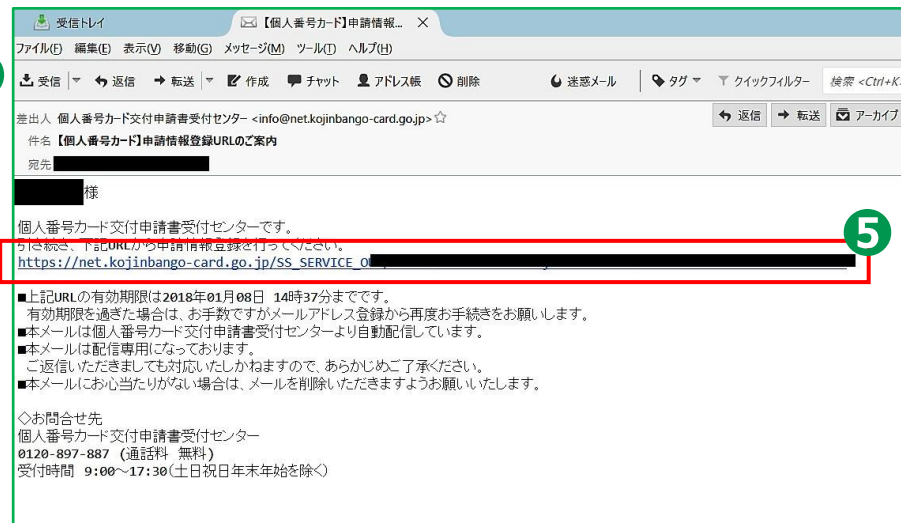 受信トレイ
【個人番号カード】申請情報...
ファイル(F) 編集(E) 表示(V) 移動(G) メッセージ(M) ツール(T) ヘルプ(H)
受信 返信 転送 作成 チャット アドレス帳 削除 迷惑メール タグ クイックフィルター 検索 <Ctrl+K
差出人 個人番号カード交付申請書受付センター <info@net.kojinbango-card.go.jp>☆ 返信 転送 アーカイブ
件名 【個人番号カード】申請情報登録URLのご案内
宛先
様
個人番号カード交付申請書受付センターです。
引き続き、下記URLから申請情報登録を行ってください。
5
https://net.kojinbango-card.go.jp/SS_SERVICE_O
■上記URLの有効期限は2018年01月08日 14時37分までです。
有効期限を過ぎた場合は、お手数ですがメールアドレス登録から再度お手続きをお願いします。
■本メールは個人番号カード交付申請書受付センターより自動配信しています。
■本メールは配信専用になっております。
ご返信いただきましても対応いたしかねますので、あらかじめご了承ください。
■本メールにお心当たりがない場合は、メールを削除いただきますようお願いいたします。
◇お問合せ先
個人番号カード交付申請書受付センター
0120-897-887 (通話料 無料)
受付時間 9:00～17:30(土日祝日年末年始を除く)